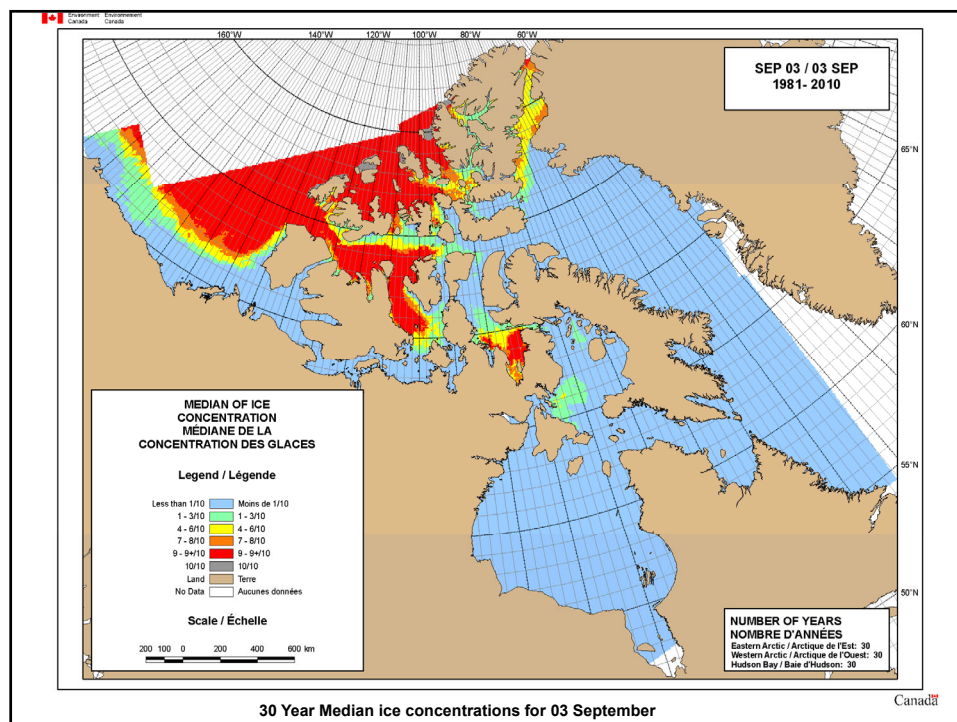 Environment Environnement
Canada Canada
160°W 140°W 120°W 100°W 80°W 60°W
SEP 03 / 03 SEP
1981- 2010
65°N
60°N
55°N
50°N
MEDIAN OF ICE
CONCENTRATION
MÉDIANE DE LA
CONCENTRATION DES GLACES
Legend / Légende
Less than 1/10 Moins de 1/10
1 - 3/10 1 - 3/10
4 - 6/10 4 - 6/10
7 - 8/10 7 - 8/10
9 - 9+/10 9 - 9+/10
10/10 10/10
Land Terre
No Data Aucunes données
Scale / Échelle
200 100 0 200 400 600 km
NUMBER OF YEARS
NOMBRE D'ANNÉES
Eastern Arctic / Arctique de l'Est: 30
Western Arctic / Arctique de l'Ouest: 30
Hudson Bay / Baie d'Hudson: 30
Canada
30 Year Median ice concentrations for 03 September